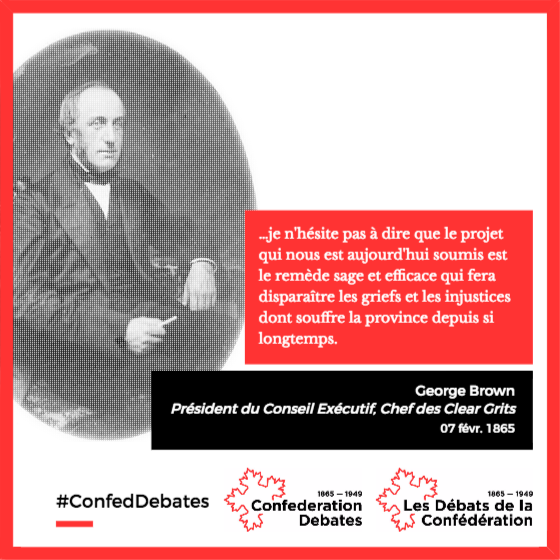 ...je n'hésite pas à dire que le projet
qui nous est aujourd'hui soumis est
le remède sage et efficace qui fera
disparaître les griefs et les injustices
dont souffre la province depuis si
longtemps.
George Brown
Président du Conseil Exécutif, Chef des Clear Grits
07 févr. 1865
#ConfedDebates
1865 — 1949
Confederation
Debates
1865 — 1949
Les Débats de la
Confédération